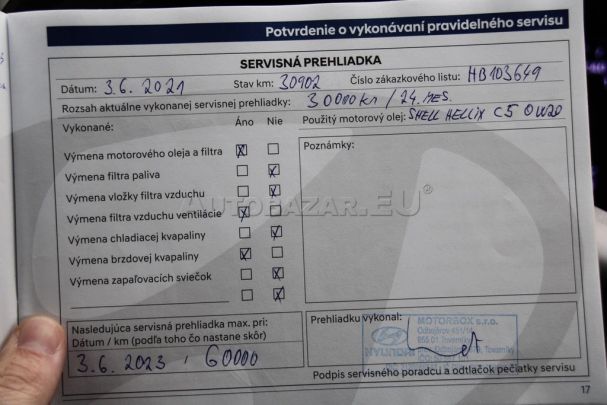 Potvrdenie o vykonávaní pravidelného servisu
SERVISNÁ PREHLIADKA
Dátum: 3.6.2021 Stav km: 30902 Číslo zákazkového listu: HB103649
Rozsah aktuálne vykonanej servisnej prehliadky: 30000km / 24.MES.
Vykonané: Áno Nie Použitý motorový olej: SHELL HELLIX C5 0W20
Výmena motorového oleja a filtra Poznámky:
Výmena filtra paliva
Výmena vložky filtra vzduchu
AUTOBAZAR.EU®
Výmena filtra vzduchu ventilácie
Výmena chladiacej kvapaliny
Výmena brzdovej kvapaliny
Výmena zapaľovacích sviečok
Nasledujúca servisná prehliadka max. pri: Prehliadku vykonal: MOTORBOX s.r.o.
Dátum / km (podľa toho čo nastane skôr)
3.6.2023, 60000 HYUNDAI
Podpis servisného poradcu a odtlačok pečiatky servisu
17